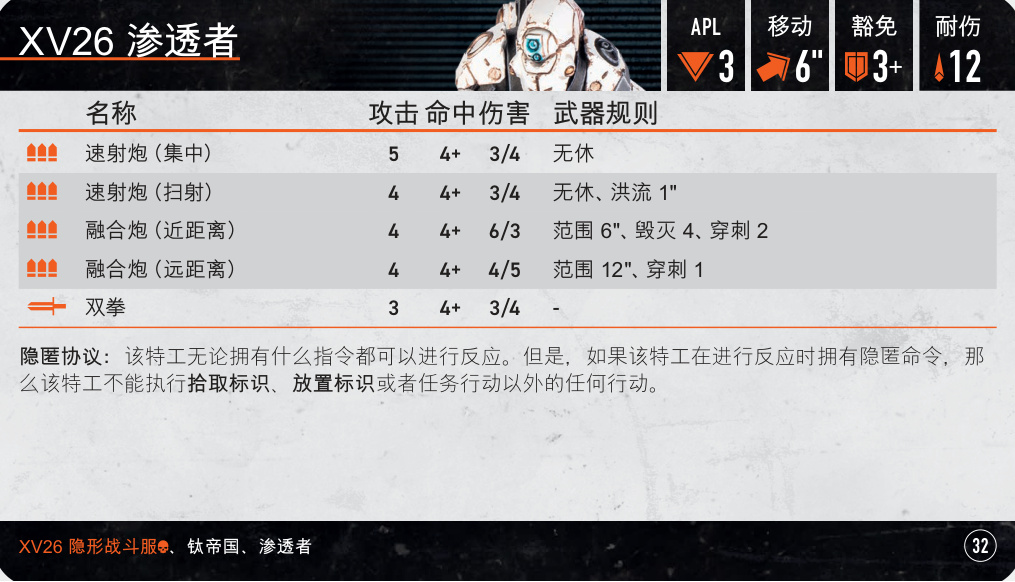 XV26 渗透者
APL 移动 豁免 耐伤
3 6" 3+ 12
名称 攻击 命中 伤害 武器规则
速射炮（集中） 5 4+ 3/4 无休
速射炮（扫射） 4 4+ 3/4 无休、洪流 1"
融合炮（近距离） 4 4+ 6/3 范围 6"、毁灭 4、穿刺 2
融合炮（远距离） 4 4+ 4/5 范围 12"、穿刺 1
双拳 3 4+ 3/4 -
隐匿协议：该特工无论拥有什么指令都可以进行反应。但是，如果该特工在进行反应时拥有隐匿命令，那
么该特工不能执行拾取标识、放置标识或者任务行动以外的任何行动。
XV26 隐形战斗服、钛帝国、渗透者
32